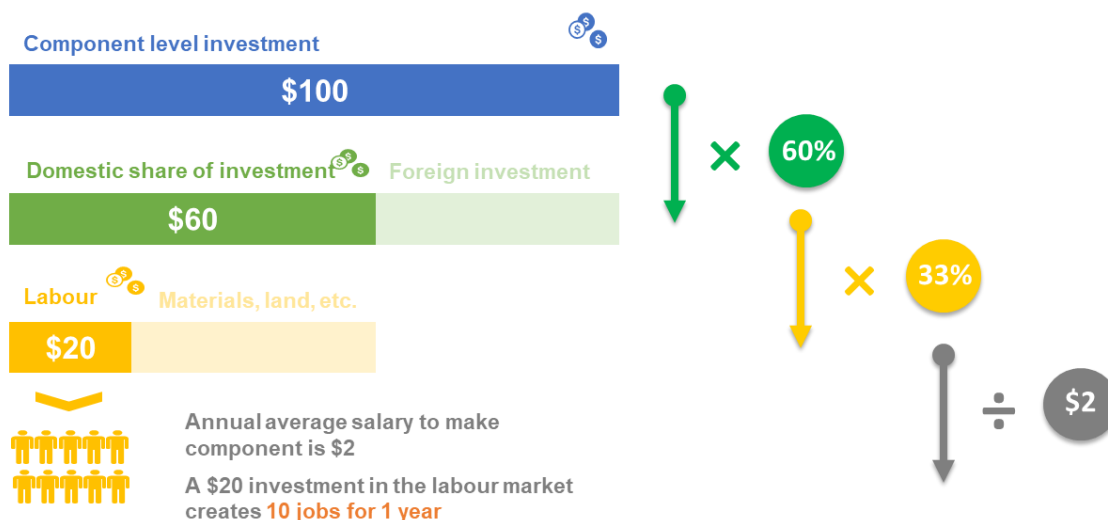 Component level investment
$100
60%
Domestic share of investment
Foreign investment
$60
33%
Labour
Materials, land, etc.
$20
$2
Annual average salary to make
component is $2
A $20 investment in the labour market
creates 10 jobs for 1 year